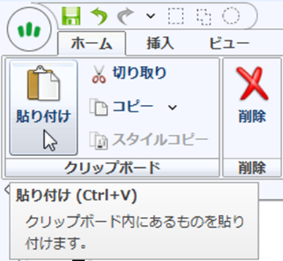 ホーム 挿入 ビュー
切り取り
貼り付け コピー 削除
スタイルコピー
クリップボード 削除
貼り付け (Ctrl+V)
クリップボード内にあるものを貼り
付けます。